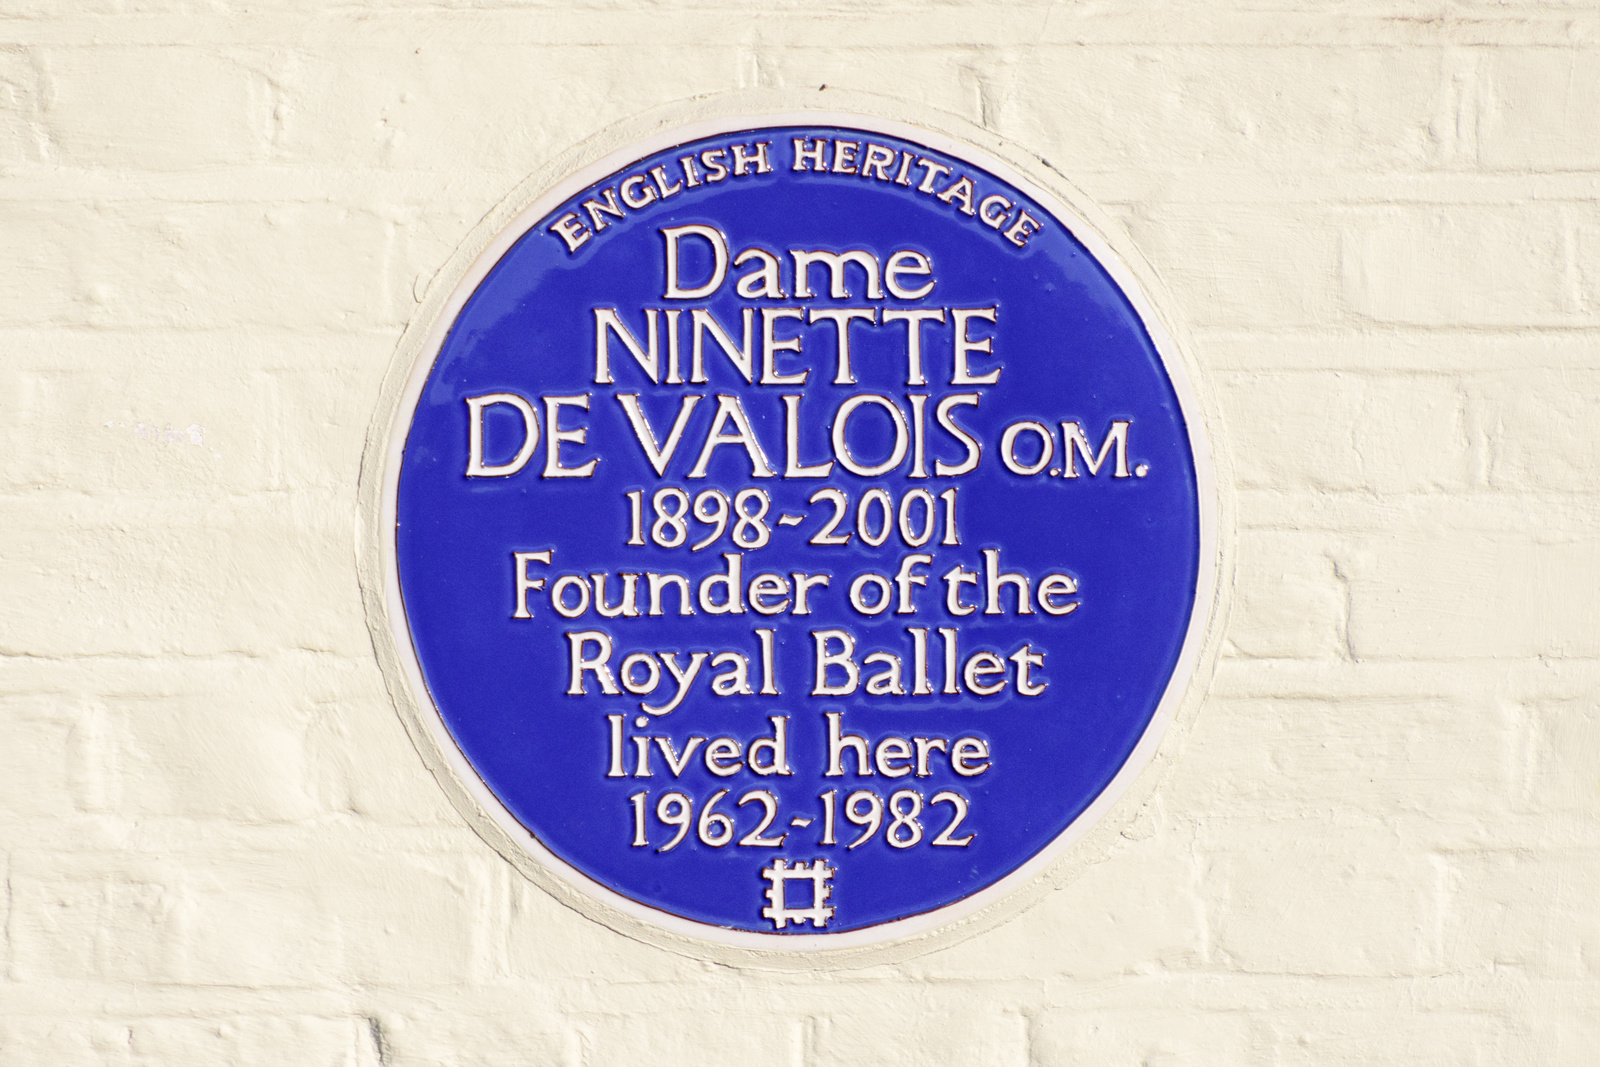 ENGLISH HERITAGE
Dame
NINETTE
DE VALOIS O.M.
1898~2001
Founder of the
Royal Ballet
lived here
1962~1982